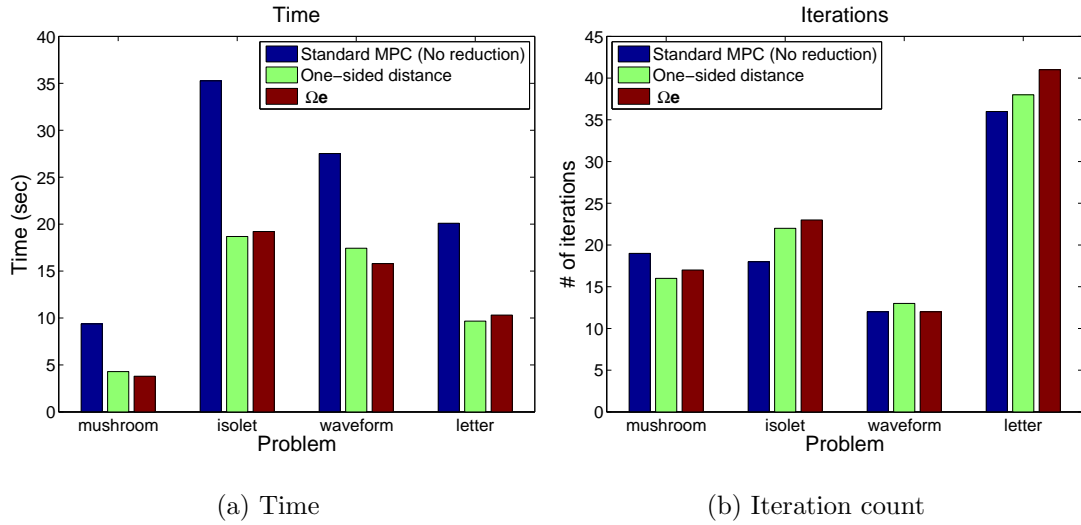 Time
40
35
30
25
20
15
10
5
0
Time (sec)
Standard MPC (No reduction)
One−sided distance
Ωe
mushroom isolet waveform letter
Problem
(a) Time
Iterations
45
40
35
30
25
20
15
10
5
0
# of iterations
Standard MPC (No reduction)
One−sided distance
Ωe
mushroom isolet waveform letter
Problem
(b) Iteration count